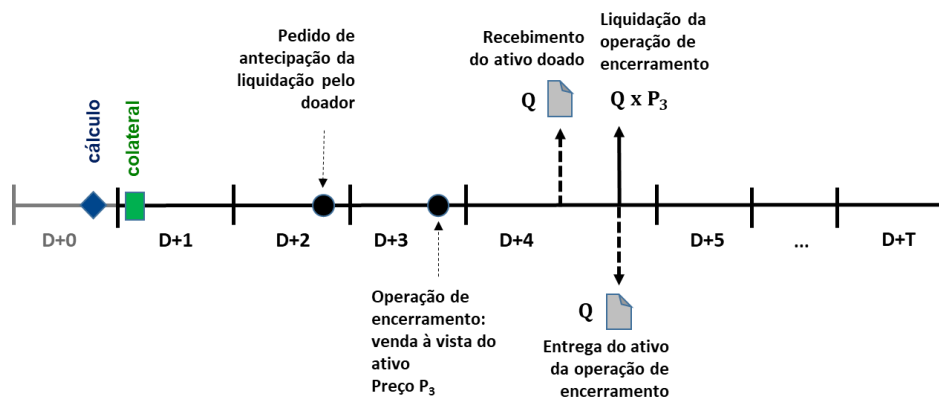 Pedido de
antecipação da
liquidação pelo
doador
Recebimento
do ativo doado
Q
Liquidação da
operação de
encerramento
Q x P₃
cálculo
colateral
D+0
D+1
D+2
D+3
D+4
D+5
...
D+T
Operação de
encerramento:
venda à vista do
ativo
Preço P₃
Q
Entrega do ativo
da operação de
encerramento